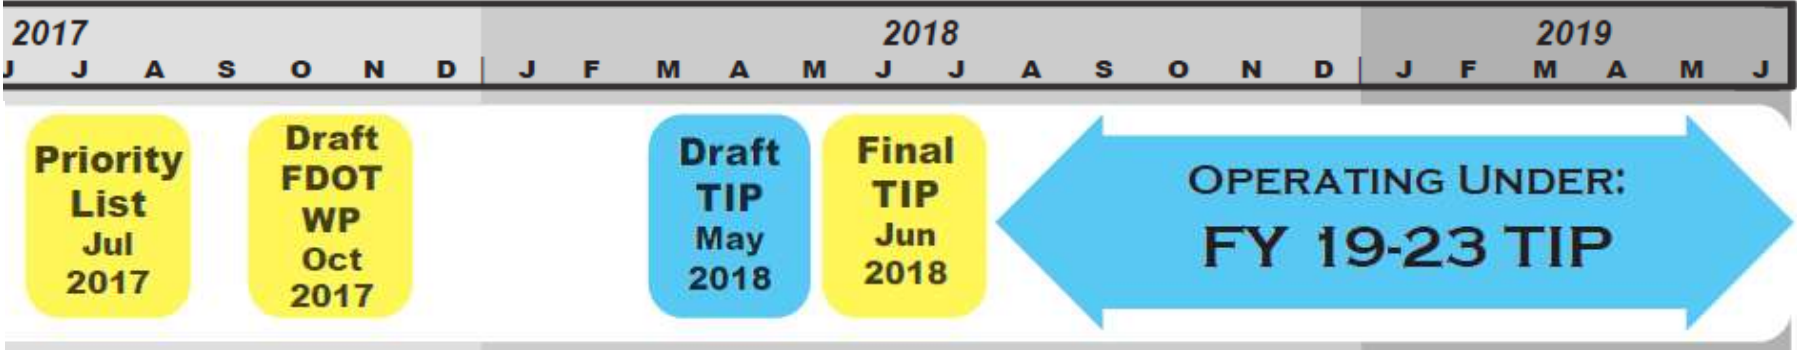 2017 2018 2019
J J A S O N D J F M A M J J A S O N D J F M A M J
Priority
List
Jul
2017
Draft
FDOT
WP
Oct
2017
Draft
TIP
May
2018
Final
TIP
Jun
2018
OPERATING UNDER:
FY 19-23 TIP